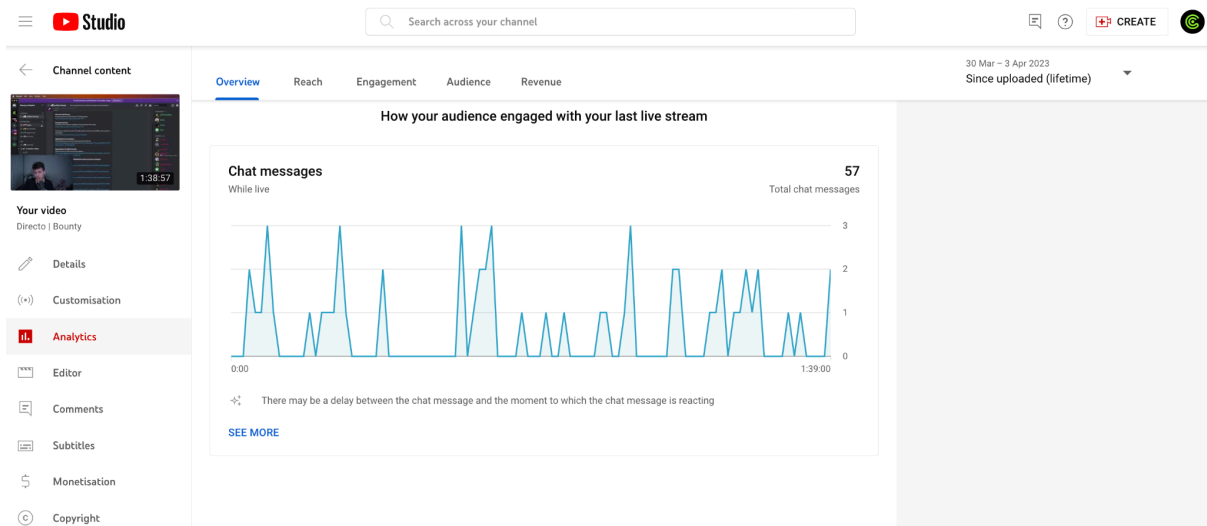 Studio
Search across your channel
CREATE
Channel content
1:38:57
Your video
Directo | Bounty
Details
Customisation
Analytics
Editor
Comments
Subtitles
Monetisation
Copyright
Overview Reach Engagement Audience Revenue
30 Mar – 3 Apr 2023
Since uploaded (lifetime)
How your audience engaged with your last live stream
Chat messages
57
While live
Total chat messages
3
2
1
0
0:00
1:39:00
There may be a delay between the chat message and the moment to which the chat message is reacting
SEE MORE